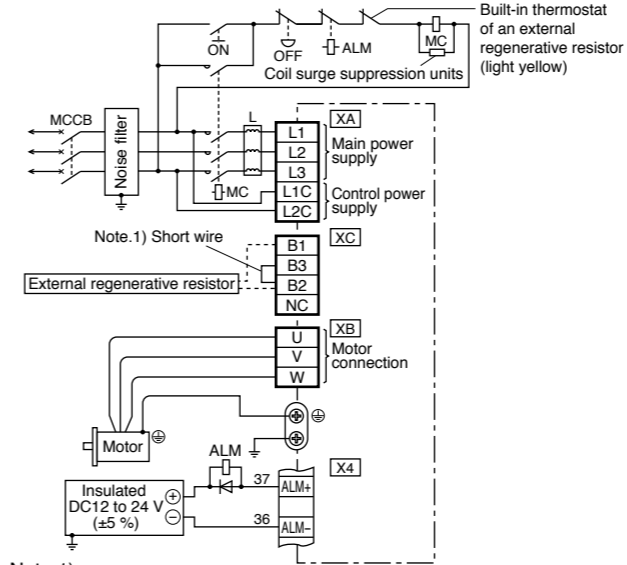 Built-in thermostat
of an external
regenerative resistor
(light yellow)
ON
OFF
ALM
MC
Coil surge suppression units
MCCB
Noise filter
L
MC
XA
L1
L2
L3
Main power
supply
L1C
L2C
Control power
supply
Note.1) Short wire
XC
B1
B3
B2
NC
External regenerative resistor
XB
U
V
W
Motor
connection
Motor
ALM
X4
Insulated
DC12 to 24 V
(±5 %)
+
−
37
ALM+
36
ALM−